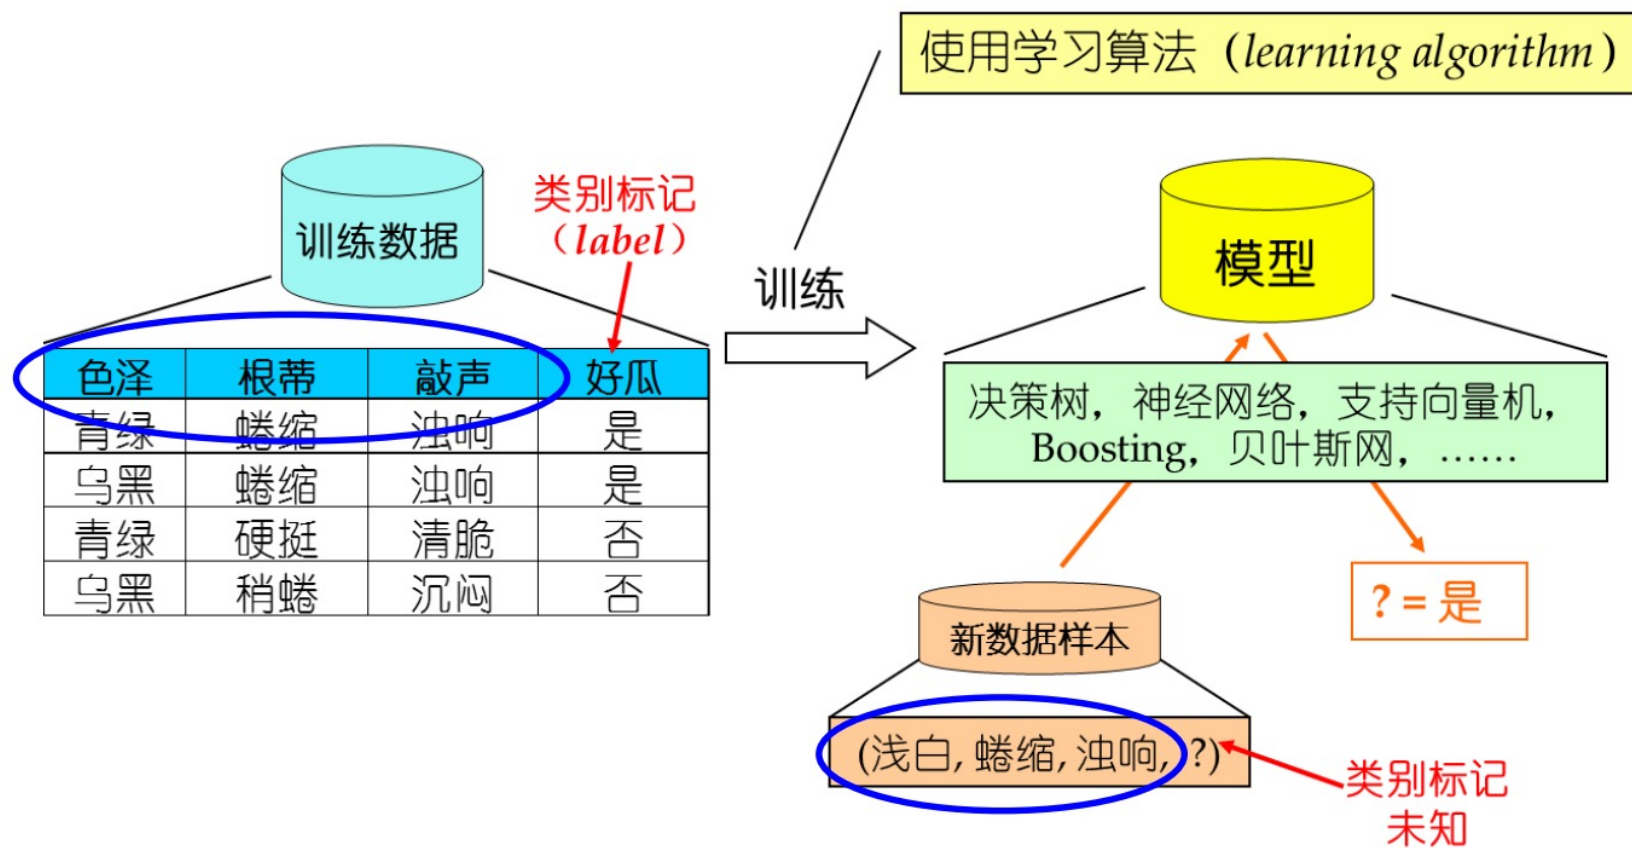 使用学习算法（learning algorithm）
训练数据
类别标记
（label）
训练
模型
色泽 根蒂 敲声 好瓜
青绿 蜷缩 浊响 是
乌黑 蜷缩 浊响 是
青绿 硬挺 清脆 否
乌黑 稍蜷 沉闷 否
决策树，神经网络，支持向量机，
Boosting，贝叶斯网，……
? = 是
新数据样本
(浅白, 蜷缩, 浊响, ?)
类别标记
未知